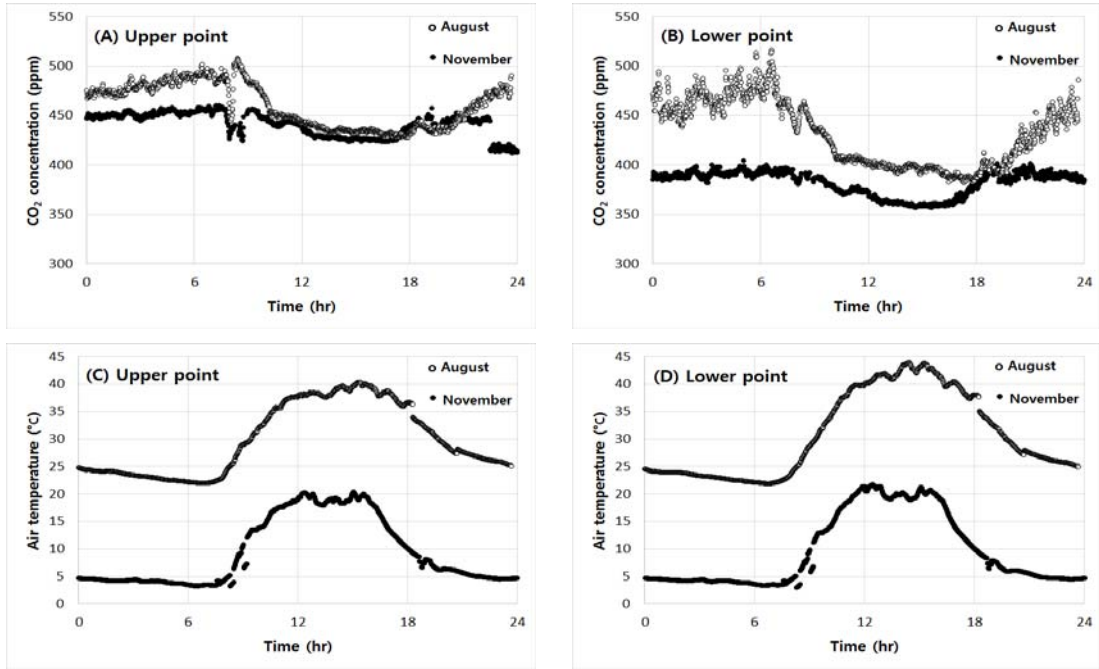 (A) Upper point
August
November
CO2 concentration (ppm)
550
500
450
400
350
300
0
6
12
18
24
Time (hr)
(B) Lower point
August
November
CO2 concentration (ppm)
550
500
450
400
350
300
0
6
12
18
24
Time (hr)
(C) Upper point
August
November
Air temperature (°C)
45
40
35
30
25
20
15
10
5
0
0
6
12
18
24
Time (hr)
(D) Lower point
August
November
Air temperature (°C)
45
40
35
30
25
20
15
10
5
0
0
6
12
18
24
Time (hr)